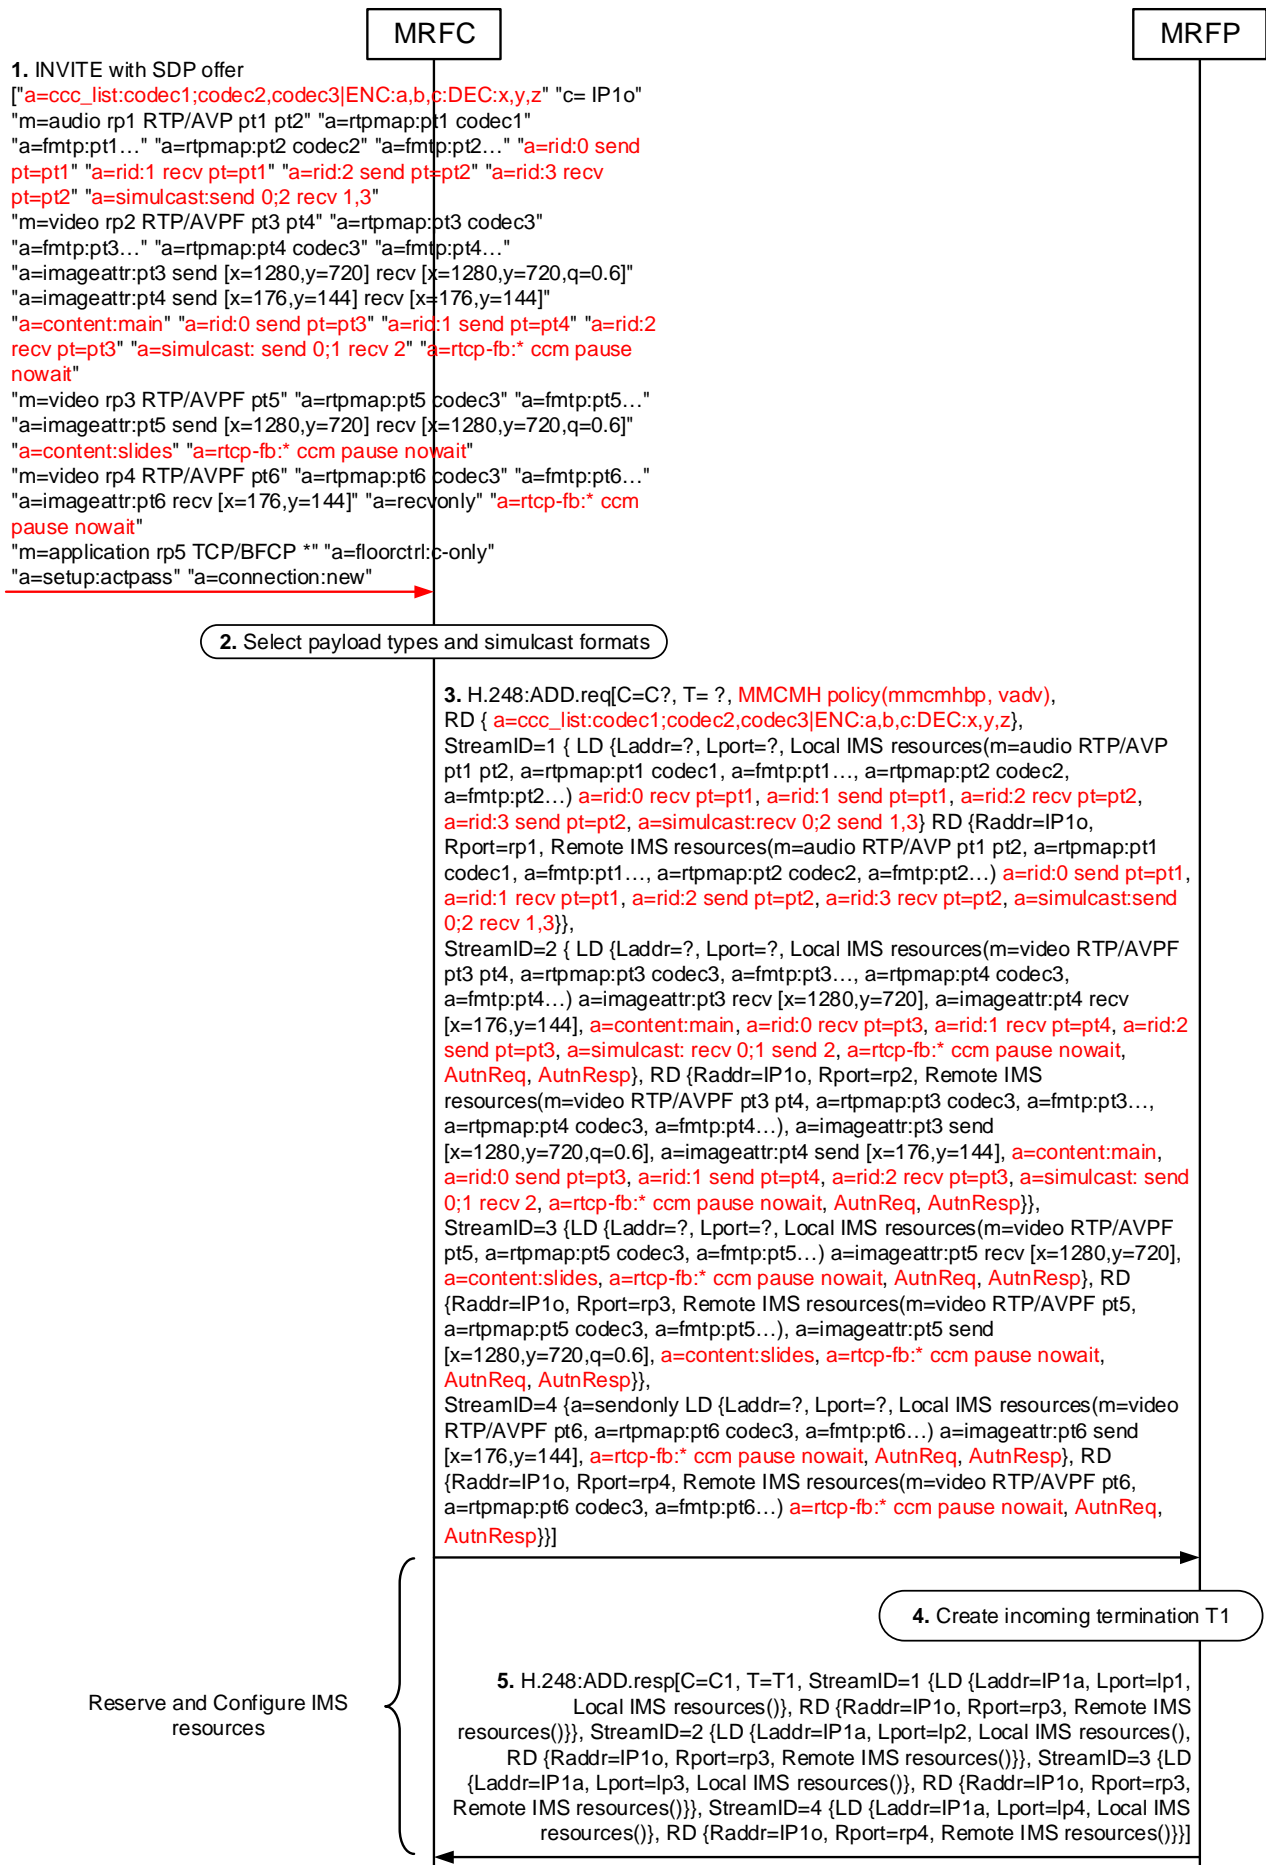 MRFC
MRFP
1. INVITE with SDP offer
["a=ccc_list:codec1;codec2,codec3|ENC:a,b,c:DEC:x,y,z" "c= IP1o"
"m=audio rp1 RTP/AVP pt1 pt2" "a=rtpmap:pt1 codec1"
"a=fmtp:pt1…" "a=rtpmap:pt2 codec2" "a=fmtp:pt2…" "a=rid:0 send
pt=pt1" "a=rid:1 recv pt=pt1" "a=rid:2 send pt=pt2" "a=rid:3 recv
pt=pt2" "a=simulcast:send 0;2 recv 1,3"
"m=video rp2 RTP/AVPF pt3 pt4" "a=rtpmap:pt3 codec3"
"a=fmtp:pt3…" "a=rtpmap:pt4 codec3" "a=fmtp:pt4…"
"a=imageattr:pt3 send [x=1280,y=720] recv [x=1280,y=720,q=0.6]"
"a=imageattr:pt4 send [x=176,y=144] recv [x=176,y=144]"
"a=content:main" "a=rid:0 send pt=pt3" "a=rid:1 send pt=pt4" "a=rid:2
recv pt=pt3" "a=simulcast: send 0;1 recv 2" "a=rtcp-fb:* ccm pause
nowait"
"m=video rp3 RTP/AVPF pt5" "a=rtpmap:pt5 codec3" "a=fmtp:pt5…"
"a=imageattr:pt5 send [x=1280,y=720] recv [x=1280,y=720,q=0.6]"
"a=content:slides" "a=rtcp-fb:* ccm pause nowait"
"m=video rp4 RTP/AVPF pt6" "a=rtpmap:pt6 codec3" "a=fmtp:pt6…"
"a=imageattr:pt6 recv [x=176,y=144]" "a=recvonly" "a=rtcp-fb:* ccm
pause nowait"
"m=application rp5 TCP/BFCP *" "a=floorctrl:c-only"
"a=setup:actpass" "a=connection:new"
2. Select payload types and simulcast formats
3. H.248:ADD.req[C=C?, T= ?, MMCMH policy(mmcmhbp, vadv),
RD { a=ccc_list:codec1;codec2,codec3|ENC:a,b,c:DEC:x,y,z},
StreamID=1 { LD {Laddr=?, Lport=?, Local IMS resources(m=audio RTP/AVP
pt1 pt2, a=rtpmap:pt1 codec1, a=fmtp:pt1…, a=rtpmap:pt2 codec2,
a=fmtp:pt2…) a=rid:0 recv pt=pt1, a=rid:1 send pt=pt1, a=rid:2 recv pt=pt2,
a=rid:3 send pt=pt2, a=simulcast:recv 0;2 send 1,3} RD {Raddr=IP1o,
Rport=rp1, Remote IMS resources(m=audio RTP/AVP pt1 pt2, a=rtpmap:pt1
codec1, a=fmtp:pt1…, a=rtpmap:pt2 codec2, a=fmtp:pt2…) a=rid:0 send pt=pt1,
a=rid:1 recv pt=pt1, a=rid:2 send pt=pt2, a=rid:3 recv pt=pt2, a=simulcast:send
0;2 recv 1,3}},
StreamID=2 { LD {Laddr=?, Lport=?, Local IMS resources(m=video RTP/AVPF
pt3 pt4, a=rtpmap:pt3 codec3, a=fmtp:pt3…, a=rtpmap:pt4 codec3,
a=fmtp:pt4…) a=imageattr:pt3 recv [x=1280,y=720], a=imageattr:pt4 recv
[x=176,y=144], a=content:main, a=rid:0 recv pt=pt3, a=rid:1 recv pt=pt4, a=rid:2
send pt=pt3, a=simulcast: recv 0;1 send 2, a=rtcp-fb:* ccm pause nowait,
AutnReq, AutnResp}, RD {Raddr=IP1o, Rport=rp2, Remote IMS
resources(m=video RTP/AVPF pt3 pt4, a=rtpmap:pt3 codec3, a=fmtp:pt3…,
a=rtpmap:pt4 codec3, a=fmtp:pt4…), a=imageattr:pt3 send
[x=1280,y=720,q=0.6], a=imageattr:pt4 send [x=176,y=144], a=content:main,
a=rid:0 send pt=pt3, a=rid:1 send pt=pt4, a=rid:2 recv pt=pt3, a=simulcast: send
0;1 recv 2, a=rtcp-fb:* ccm pause nowait, AutnReq, AutnResp}},
StreamID=3 {LD {Laddr=?, Lport=?, Local IMS resources(m=video RTP/AVPF
pt5, a=rtpmap:pt5 codec3, a=fmtp:pt5…) a=imageattr:pt5 recv [x=1280,y=720],
a=content:slides, a=rtcp-fb:* ccm pause nowait, AutnReq, AutnResp}, RD
{Raddr=IP1o, Rport=rp3, Remote IMS resources(m=video RTP/AVPF pt5,
a=rtpmap:pt5 codec3, a=fmtp:pt5…), a=imageattr:pt5 send
[x=1280,y=720,q=0.6], a=content:slides, a=rtcp-fb:* ccm pause nowait,
AutnReq, AutnResp}},
StreamID=4 {a=sendonly LD {Laddr=?, Lport=?, Local IMS resources(m=video
RTP/AVPF pt6, a=rtpmap:pt6 codec3, a=fmtp:pt6…) a=imageattr:pt6 send
[x=176,y=144], a=rtcp-fb:* ccm pause nowait, AutnReq, AutnResp}, RD
{Raddr=IP1o, Rport=rp4, Remote IMS resources(m=video RTP/AVPF pt6,
a=rtpmap:pt6 codec3, a=fmtp:pt6…) a=rtcp-fb:* ccm pause nowait, AutnReq,
AutnResp}}]
4. Create incoming termination T1
5. H.248:ADD.resp[C=C1, T=T1, StreamID=1 {LD {Laddr=IP1a, Lport=lp1,
Local IMS resources()}, RD {Raddr=IP1o, Rport=rp3, Remote IMS
resources()}}, StreamID=2 {LD {Laddr=IP1a, Lport=lp2, Local IMS resources(),
RD {Raddr=IP1o, Rport=rp3, Remote IMS resources()}}, StreamID=3 {LD
{Laddr=IP1a, Lport=lp3, Local IMS resources()}, RD {Raddr=IP1o, Rport=rp3,
Remote IMS resources()}}, StreamID=4 {LD {Laddr=IP1a, Lport=lp4, Local IMS
resources()}, RD {Raddr=IP1o, Rport=rp4, Remote IMS resources()}}]
Reserve and Configure IMS
resources